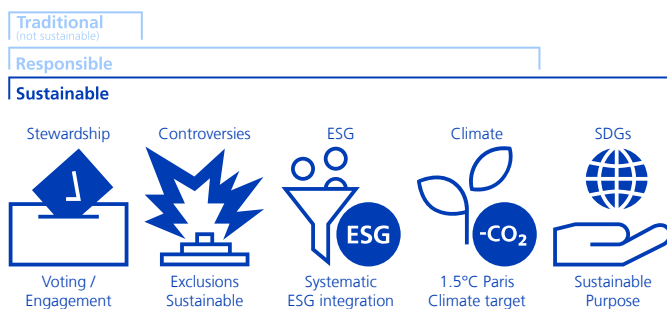 Traditional
(not sustainable)
Responsible
Sustainable
Stewardship
Controversies
ESG
Climate
SDGs
ESG
-CO₂
Voting /
Engagement
Exclusions
Sustainable
Systematic
ESG integration
1.5°C Paris
Climate target
Sustainable
Purpose